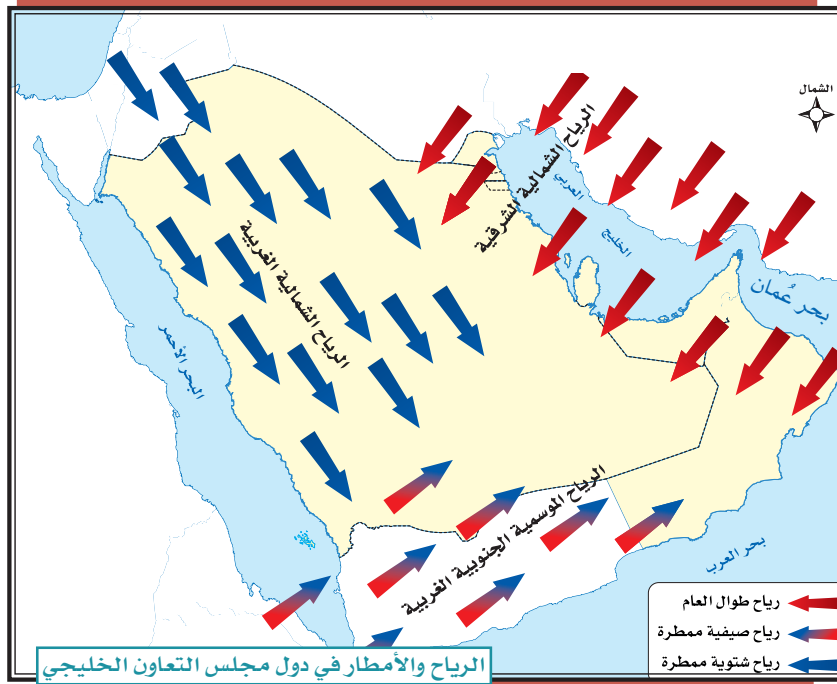 الشمال
الرياح الشمالية الشرقية
العربي
الخليج
بحر عُمان
الرياح الشمالية الغربية
البحر الأحمر
الرياح الموسمية الجنوبية الغربية
بحر العرب
رياح طوال العام
رياح صيفية ممطرة
رياح شتوية ممطرة
الرياح والأمطار في دول مجلس التعاون الخليجي